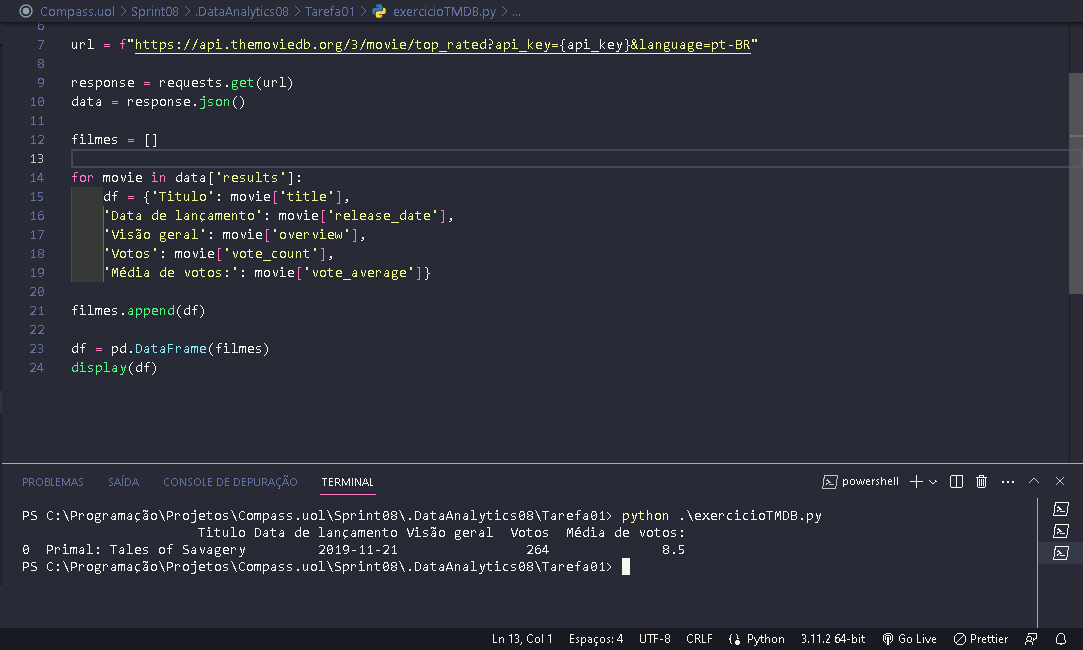 Compass.uol > Sprint08 > .DataAnalytics08 > Tarefa01 > exercicioTMDB.py > ...
6
7 url = f"https://api.themoviedb.org/3/movie/top_rated?api_key={api_key}&language=pt-BR"
8
9 response = requests.get(url)
10 data = response.json()
11
12 filmes = []
13
14 for movie in data['results']:
15 df = {'Titulo': movie['title'],
16 'Data de lançamento': movie['release_date'],
17 'Visão geral': movie['overview'],
18 'Votos': movie['vote_count'],
19 'Média de votos:': movie['vote_average']}
20
21 filmes.append(df)
22
23 df = pd.DataFrame(filmes)
24 display(df)
PROBLEMAS SAÍDA CONSOLE DE DEPURAÇÃO TERMINAL powershell
PS C:\Programação\Projetos\Compass.uol\Sprint08\.DataAnalytics08\Tarefa01> python .\exercicioTMDB.py
Titulo Data de lançamento Visão geral Votos Média de votos:
0 Primal: Tales of Savagery 2019-11-21 264 8.5
PS C:\Programação\Projetos\Compass.uol\Sprint08\.DataAnalytics08\Tarefa01>
Ln 13, Col 1 Espaços: 4 UTF-8 CRLF Python 3.11.2 64-bit Go Live Prettier